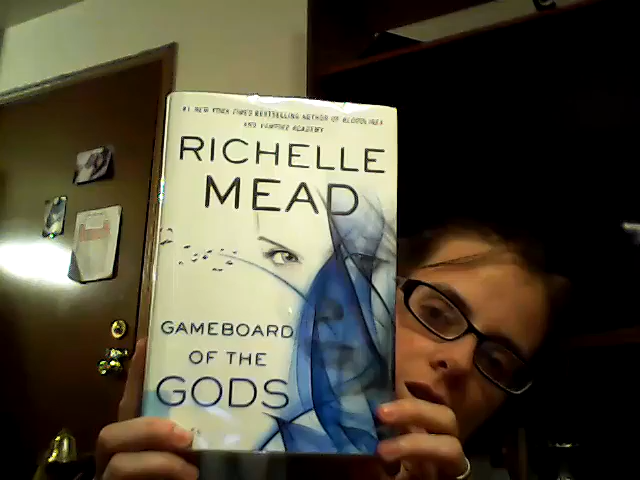 #1 NEW YORK TIMES BESTSELLING AUTHOR OF BLOODLINES
AND VAMPIRE ACADEMY
RICHELLE
MEAD
GAMEBOARD
OF THE
GODS